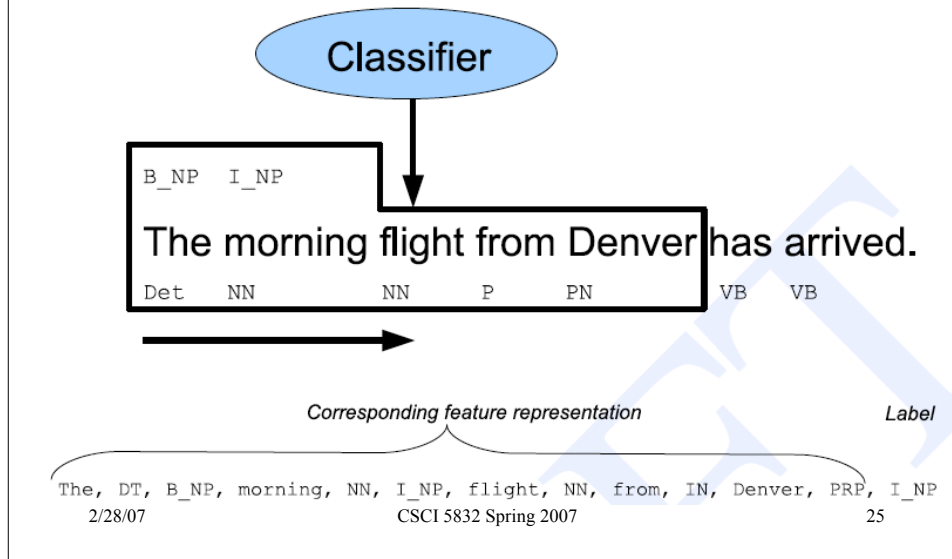 Classifier
B_NP I_NP
The morning flight from Denver has arrived.
Det NN NN P PN VB VB
Corresponding feature representation Label
The, DT, B_NP, morning, NN, I_NP, flight, NN, from, IN, Denver, PRP, I_NP
2/28/07 CSCI 5832 Spring 2007 25